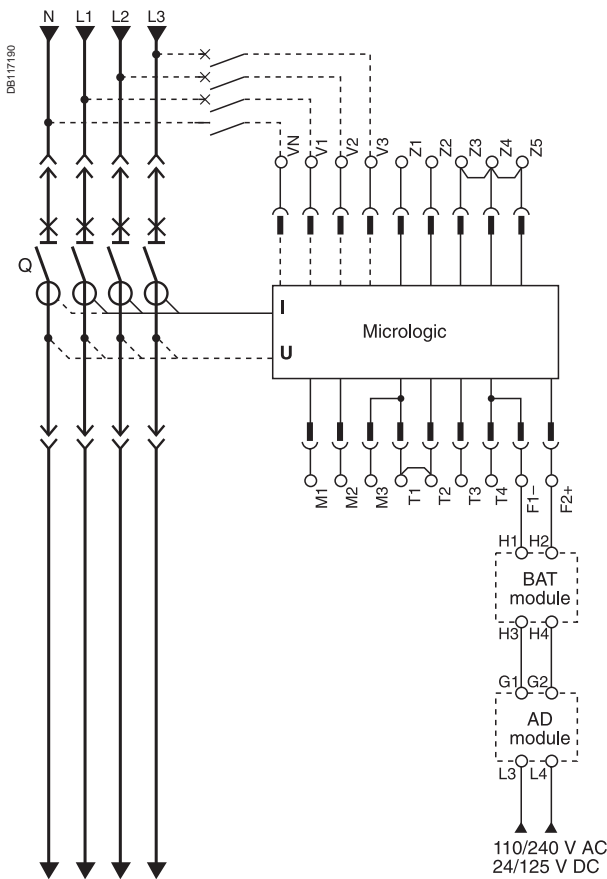 N L1 L2 L3
DB117190
VN V1 V2 V3 Z1 Z2 Z3 Z4 Z5
Q
I
Micrologic
U
M1 M2 M3 T1 T2 T3 T4 F1– F2+
H1 H2
BAT
module
H3 H4
G1 G2
AD
module
L3 L4
110/240 V AC
24/125 V DC